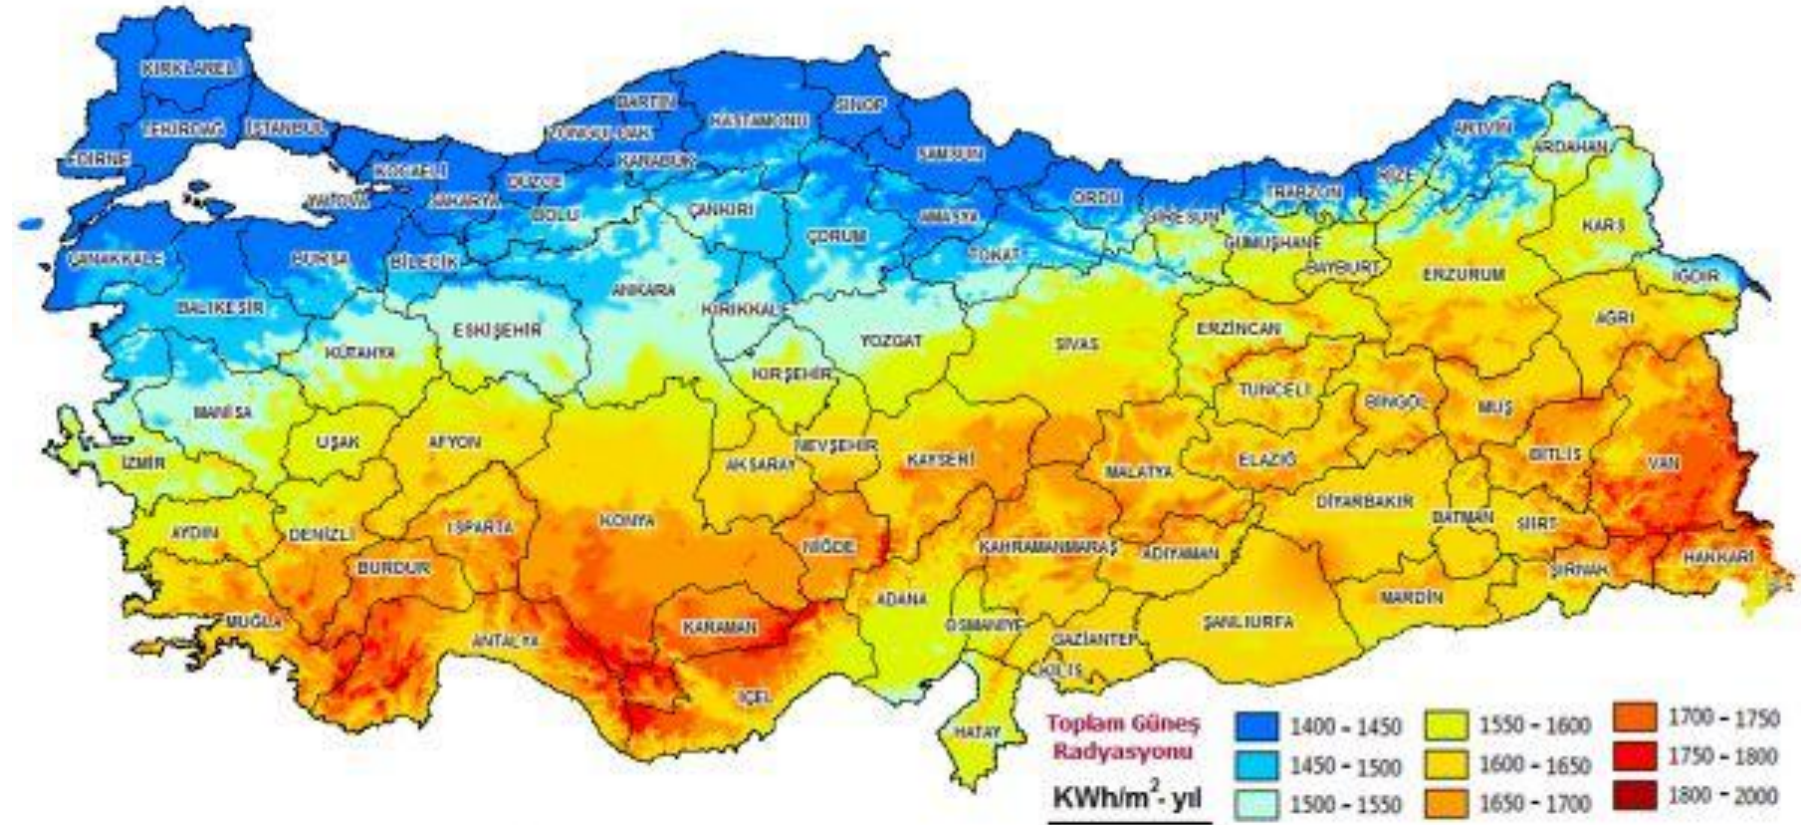 KIRKLARELİ
TEKİRDAĞ
İSTANBUL
EDİRNE
KOCAELİ
YALOVA
SAKARYA
DÜZCE
ZONGULDAK
BARTIN
KARABÜK
KASTAMONU
SİNOP
SAMSUN
BOLU
ÇANKIRI
ÇORUM
AMASYA
TOKAT
ORDU
GİRESUN
TRABZON
RİZE
ARTVİN
ARDAHAN
KARS
GÜMÜŞHANE
BAYBURT
ERZURUM
IĞDIR
ÇANAKKALE
BURSA
BİLECİK
BALIKESİR
ESKİŞEHİR
ANKARA
KIRIKKALE
KÜTAHYA
YOZGAT
SİVAS
ERZİNCAN
AĞRI
KIRŞEHİR
TUNCELİ
BİNGÖL
MUŞ
MANİSA
UŞAK
AFYON
İZMİR
AKSARAY
NEVŞEHİR
KAYSERİ
MALATYA
ELAZIĞ
BİTLİS
VAN
AYDIN
DENİZLİ
ISPARTA
KONYA
NİĞDE
KAHRAMANMARAŞ
ADIYAMAN
DİYARBAKIR
BATMAN
SİİRT
ŞIRNAK
HAKKARİ
BURDUR
MUĞLA
ANTALYA
KARAMAN
ADANA
OSMANİYE
GAZİANTEP
ŞANLIURFA
MARDİN
KİLİS
İÇEL
HATAY
Toplam Güneş
Radyasyonu
KWh/m²- yıl
1400 - 1450
1450 - 1500
1500 - 1550
1550 - 1600
1600 - 1650
1650 - 1700
1700 - 1750
1750 - 1800
1800 - 2000